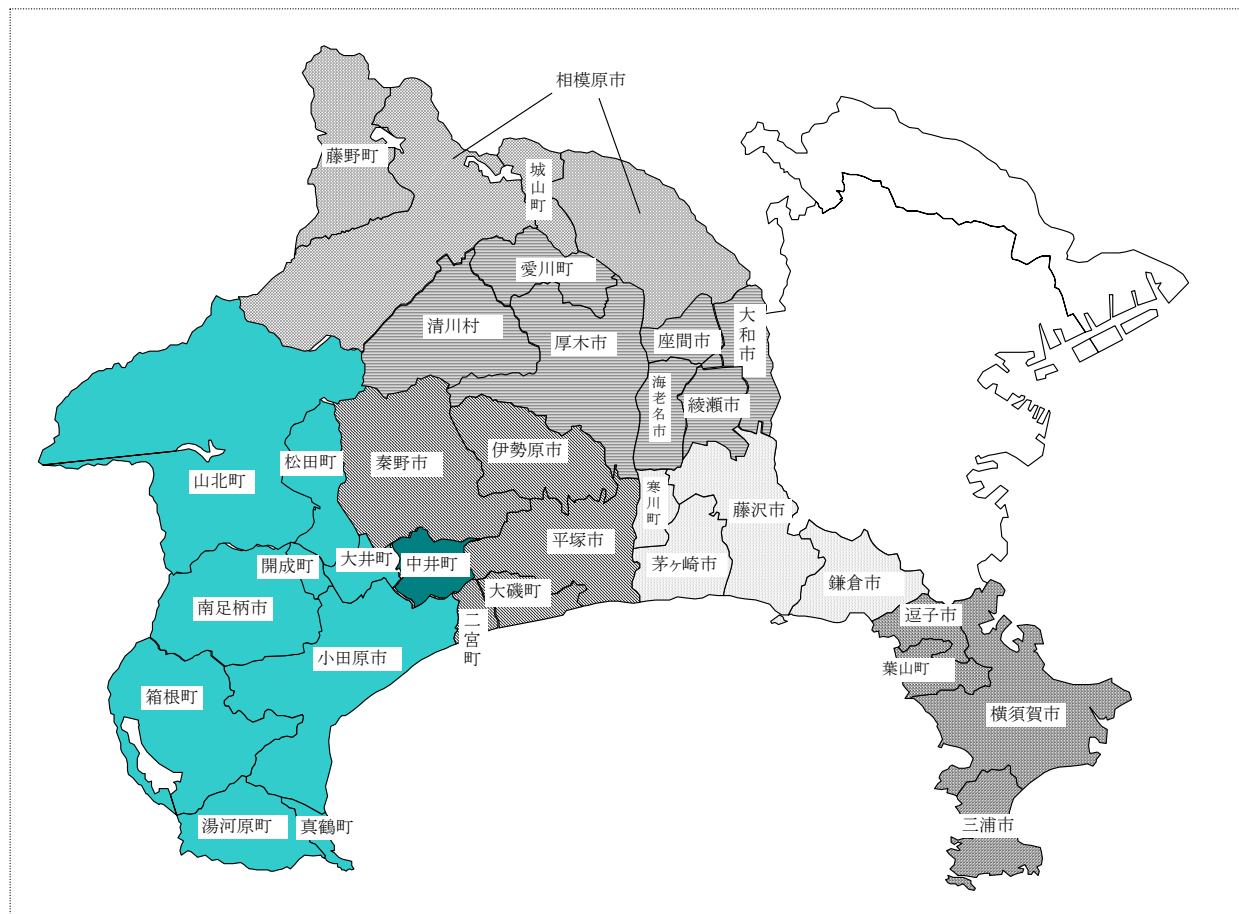 相模原市
藤野町
城山町
愛川町
清川村
厚木市
座間市
大和市
海老名市
綾瀬市
伊勢原市
秦野市
松田町
山北町
寒川町
藤沢市
平塚市
茅ヶ崎市
鎌倉市
大井町
中井町
開成町
大磯町
南足柄市
二宮町
逗子市
小田原市
葉山町
箱根町
横須賀市
湯河原町
真鶴町
三浦市